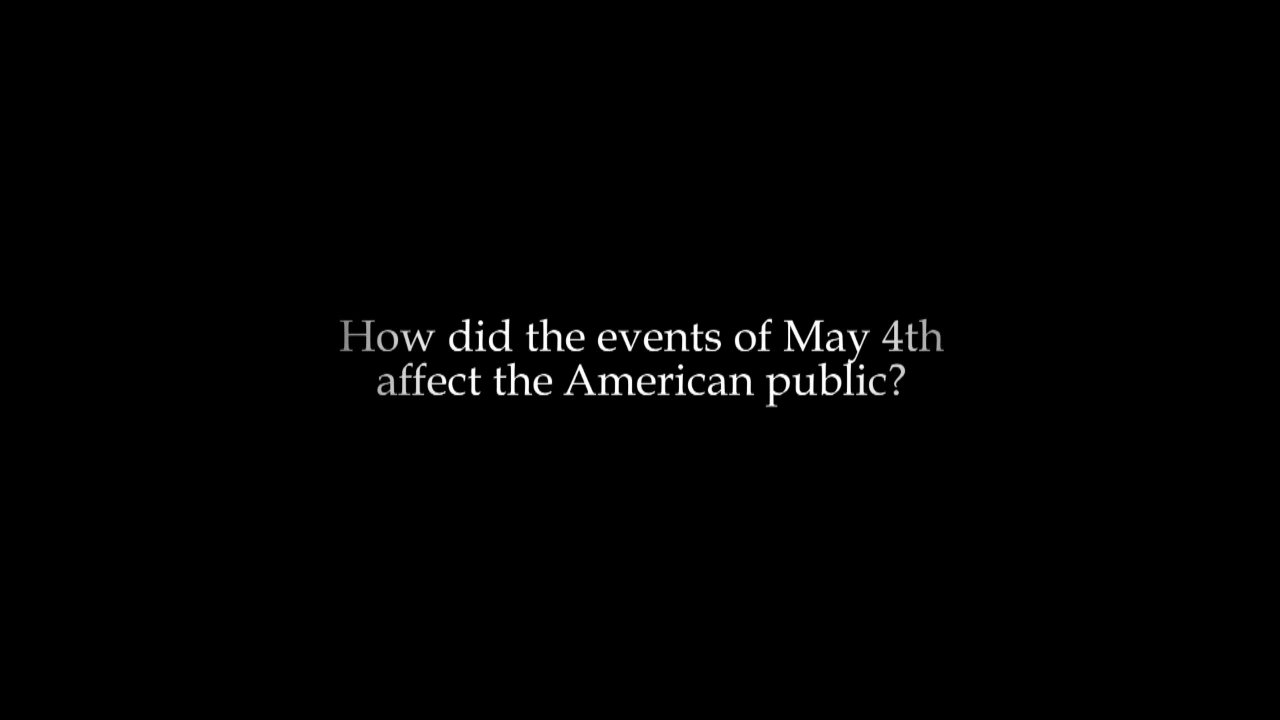 How did the events of May 4th
affect the American public?